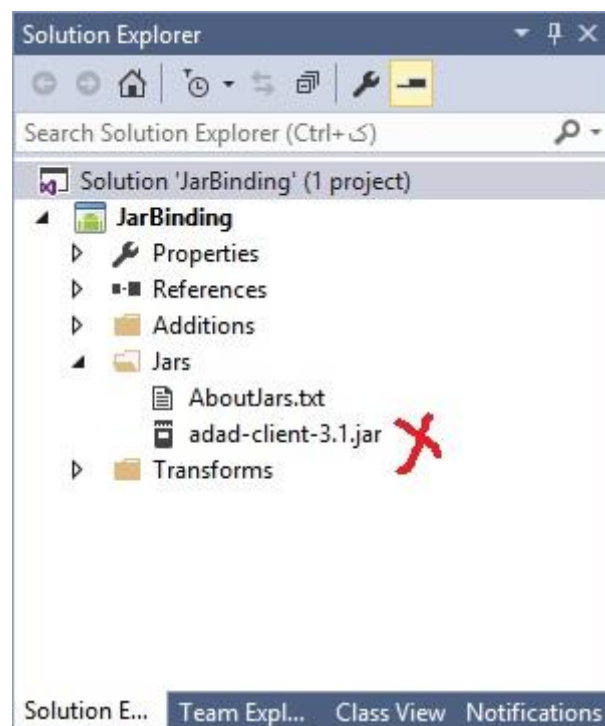 Solution Explorer
Search Solution Explorer (Ctrl+ک)
Solution 'JarBinding' (1 project)
JarBinding
Properties
References
Additions
Jars
AboutJars.txt
adad-client-3.1.jar
Transforms
Solution E... Team Expl... Class View Notifications